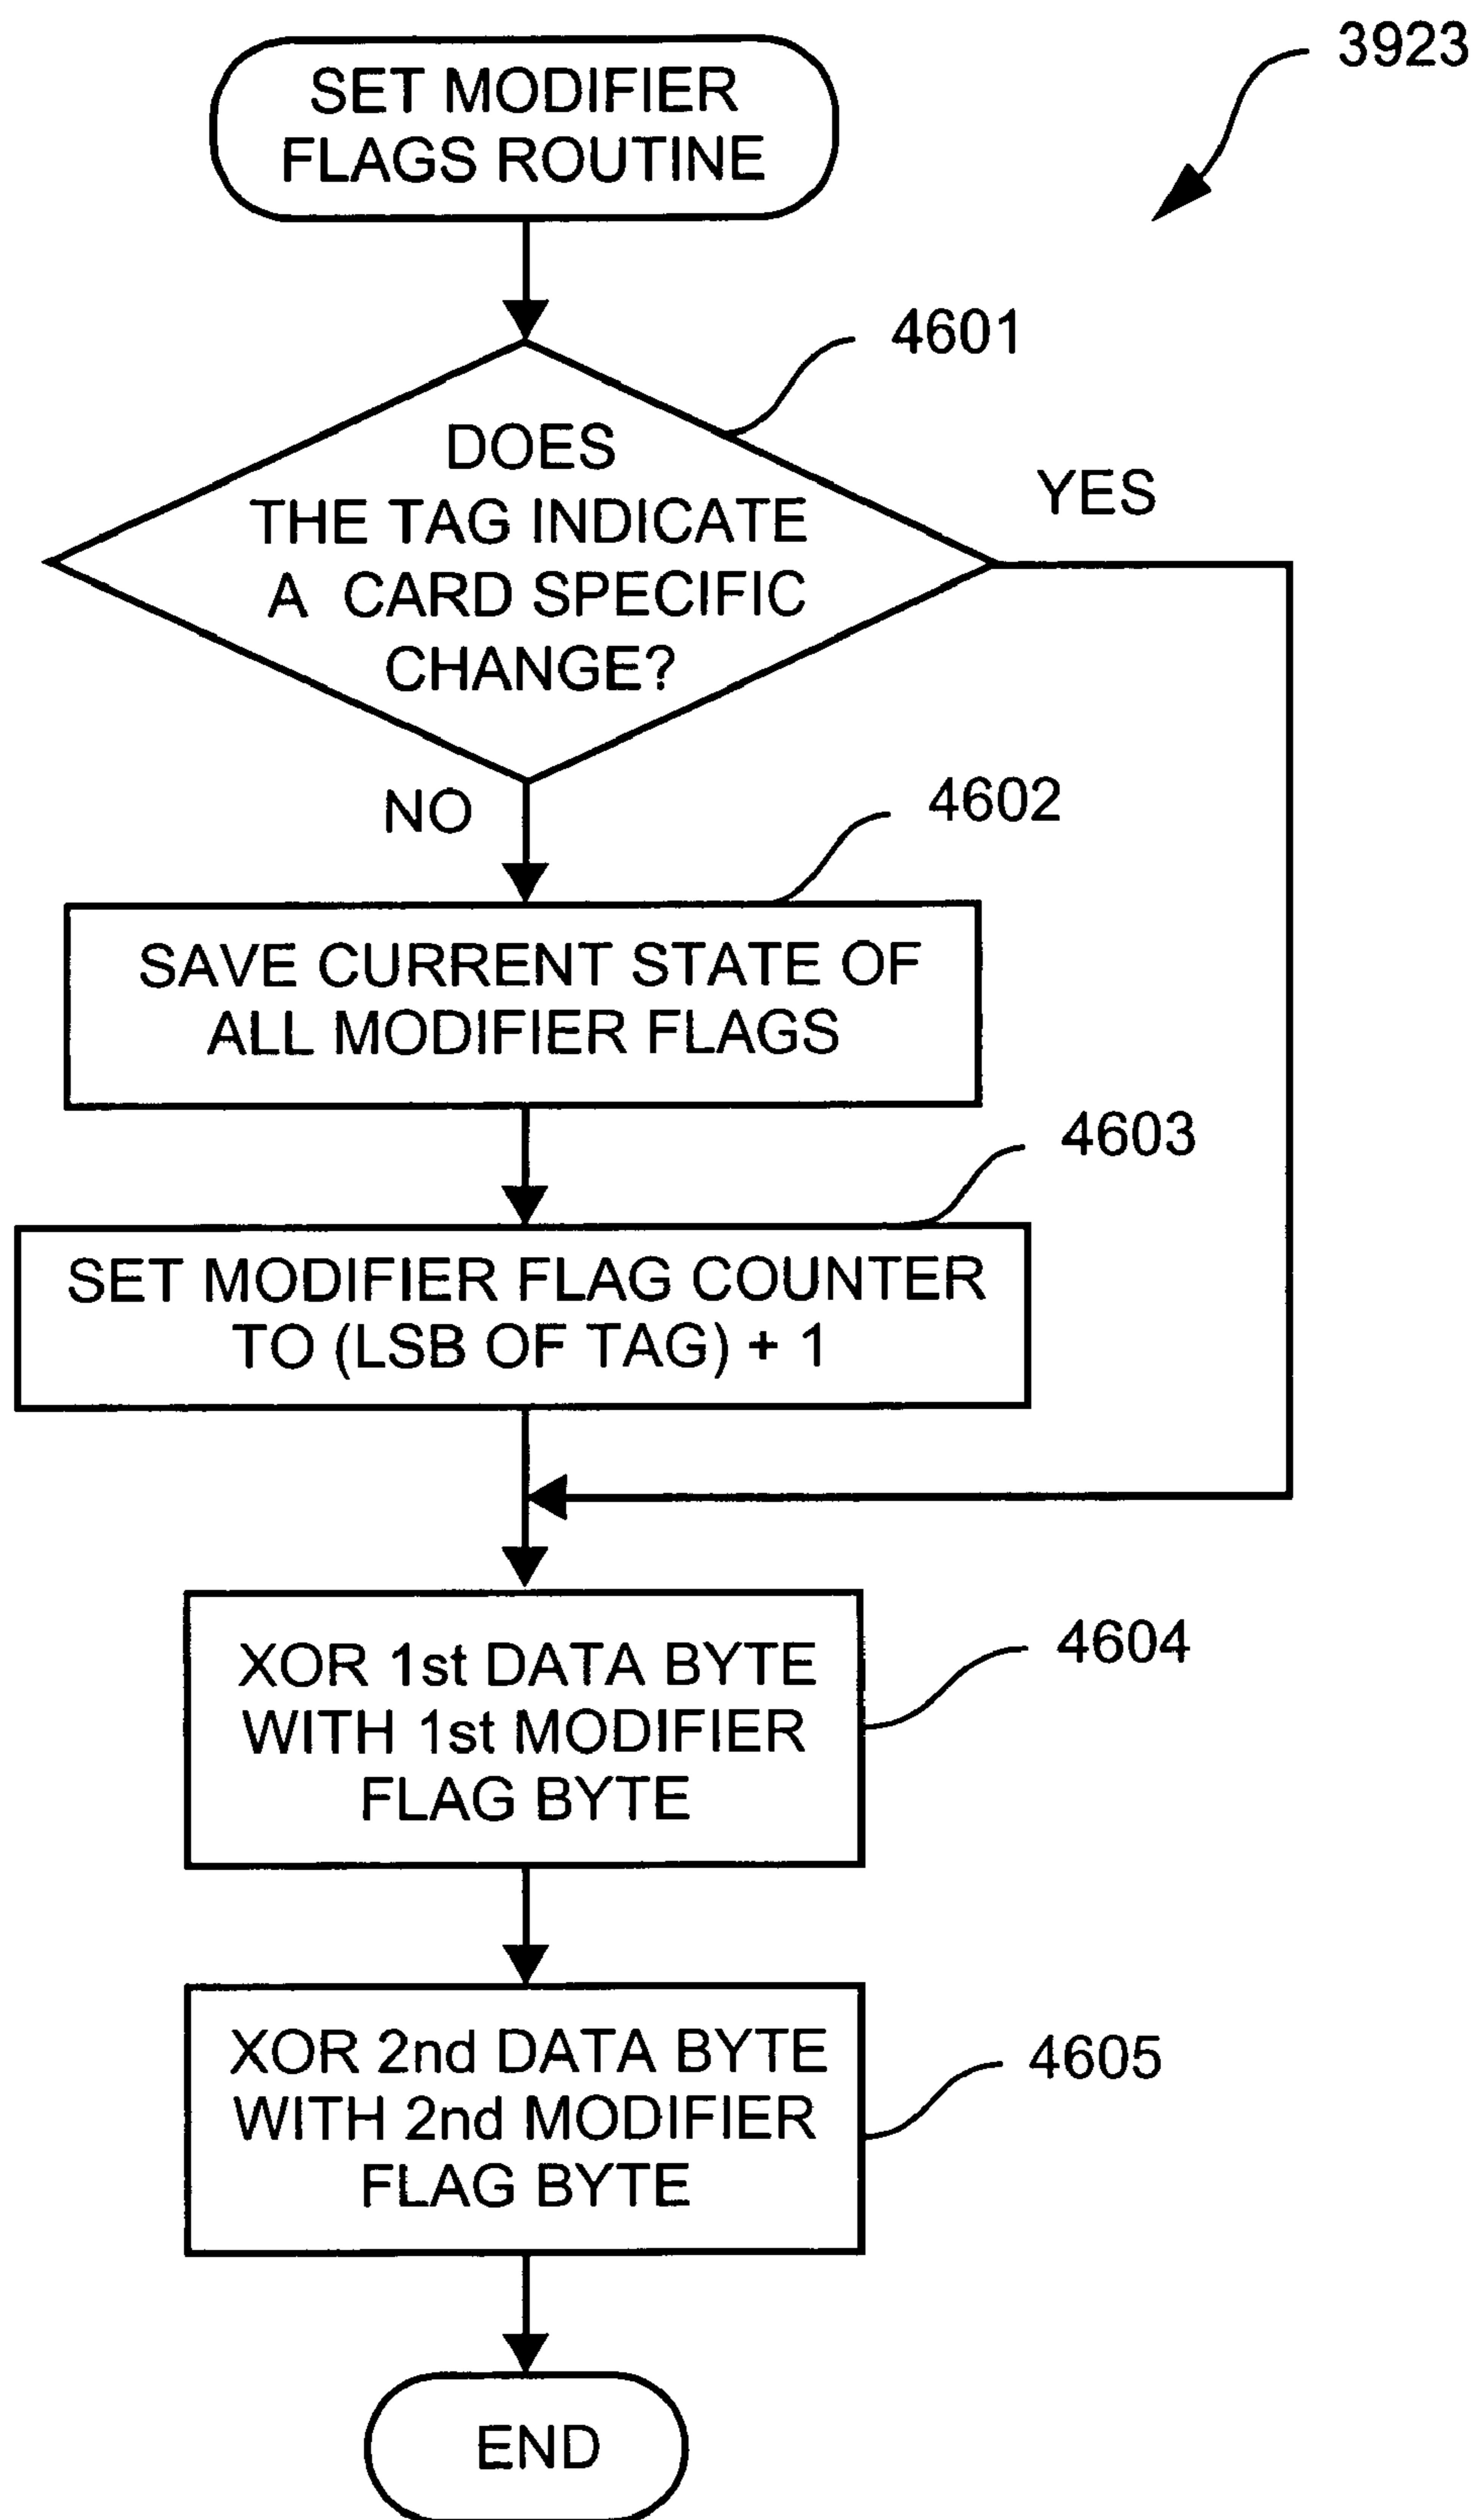 3923
SET MODIFIER
FLAGS ROUTINE
4601
DOES
THE TAG INDICATE
A CARD SPECIFIC
CHANGE?
YES
NO
4602
SAVE CURRENT STATE OF
ALL MODIFIER FLAGS
4603
SET MODIFIER FLAG COUNTER
TO (LSB OF TAG) + 1
4604
XOR 1st DATA BYTE
WITH 1st MODIFIER
FLAG BYTE
4605
XOR 2nd DATA BYTE
WITH 2nd MODIFIER
FLAG BYTE
END